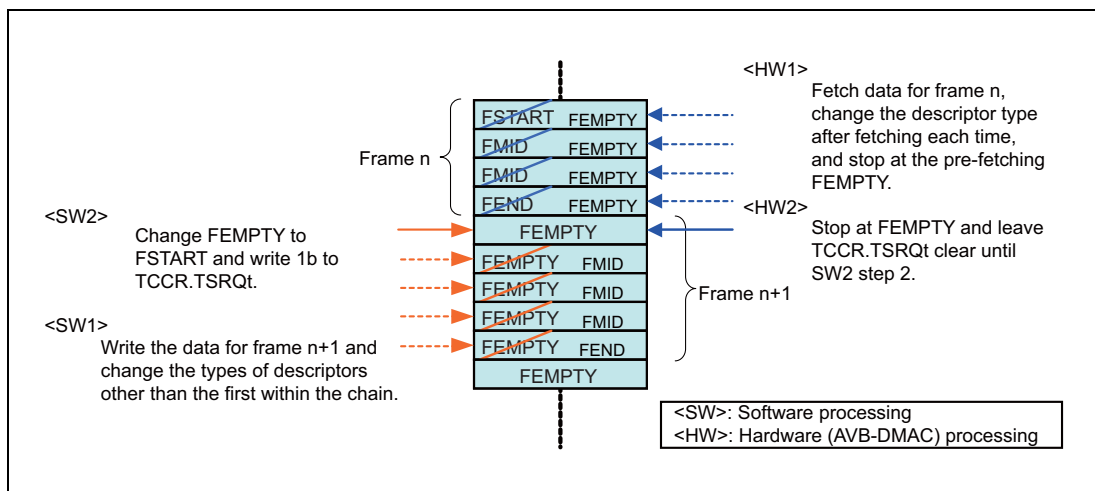 <HW1>
Fetch data for frame n,
change the descriptor type
after fetching each time,
and stop at the pre-fetching
FEMPTY.
FSTART FEMPTY
FMID FEMPTY
Frame n
FMID FEMPTY
FEND FEMPTY
<SW2>
Change FEMPTY to
FSTART and write 1b to
TCCR.TSRQt.
<HW2>
Stop at FEMPTY and leave
TCCR.TSRQt clear until
SW2 step 2.
FEMPTY
FEMPTY FMID
FEMPTY FMID
Frame n+1
FEMPTY FMID
FEMPTY FEND
FEMPTY
<SW1>
Write the data for frame n+1 and
change the types of descriptors
other than the first within the chain.
<SW>: Software processing
<HW>: Hardware (AVB-DMAC) processing